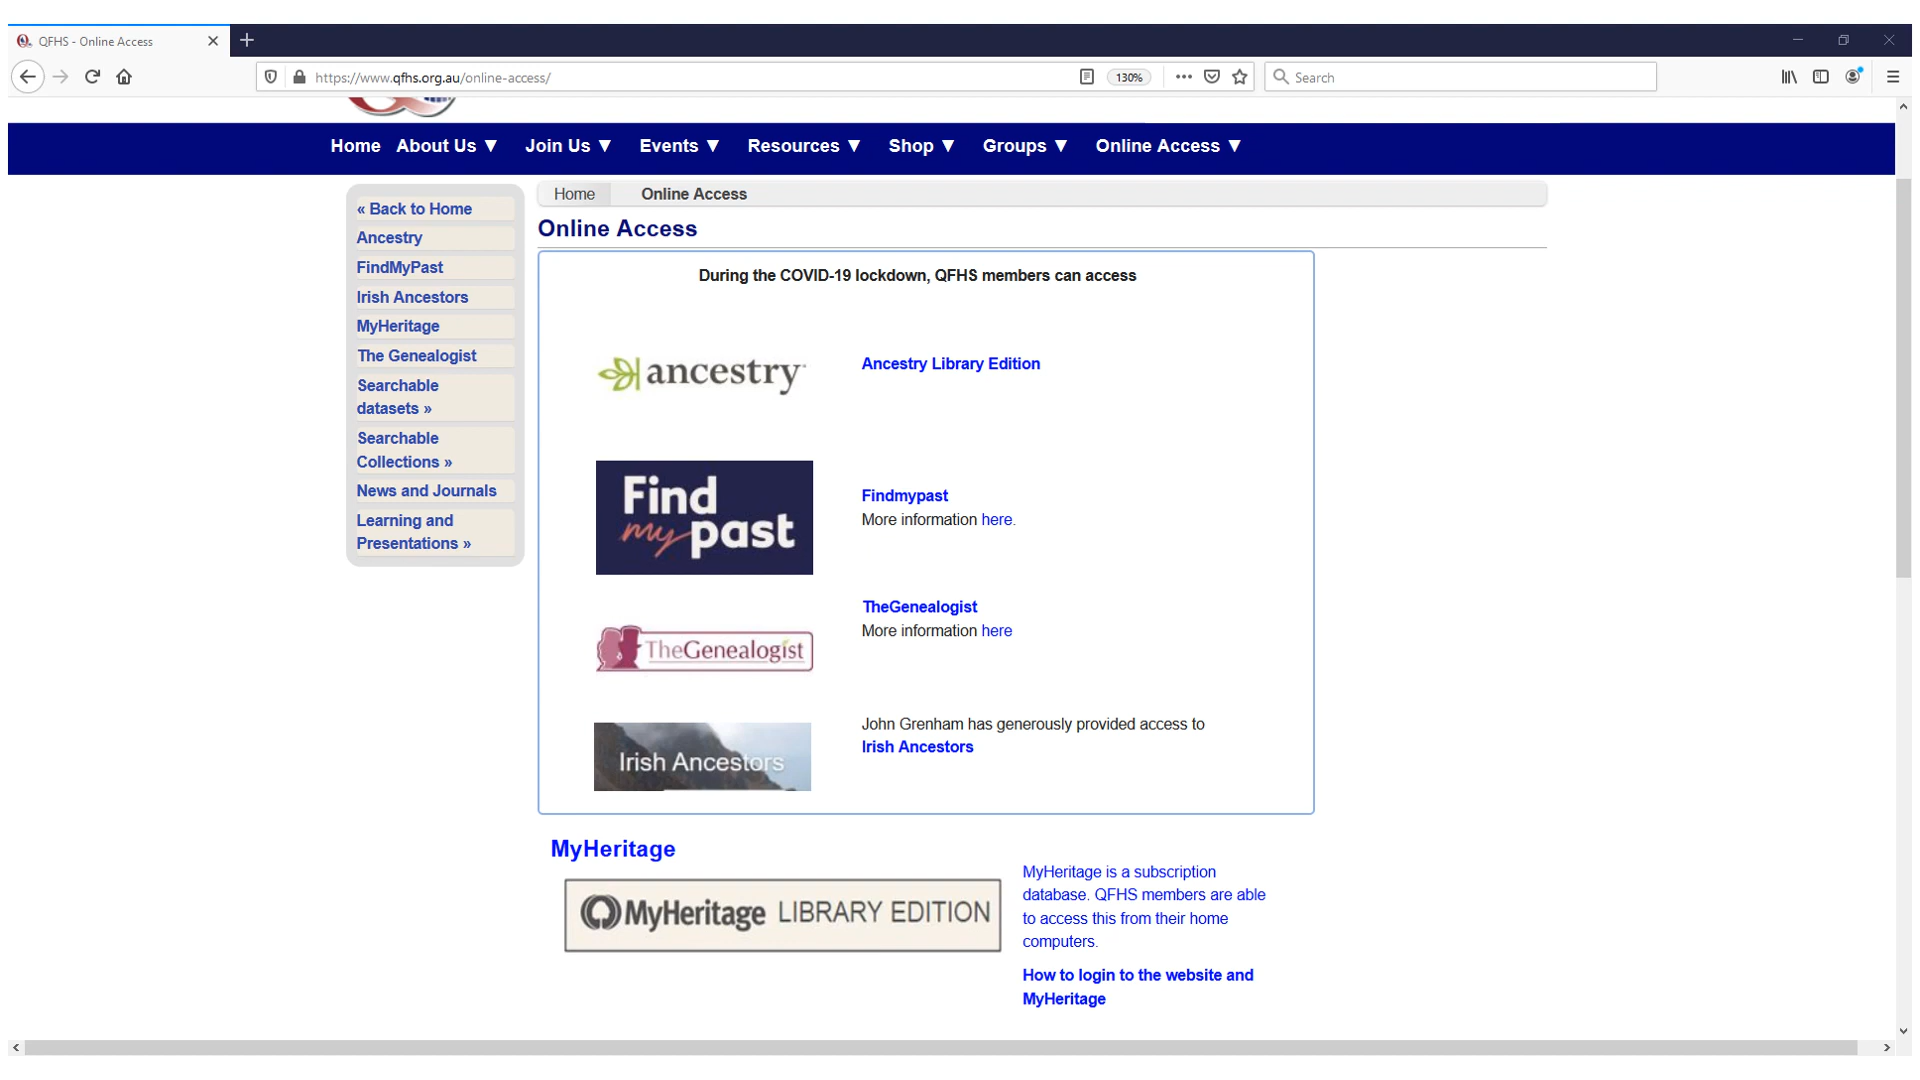 QFHS - Online Access
https://www.qfhs.org.au/online-access/
130%
Search
Home About Us ▼ Join Us ▼ Events ▼ Resources ▼ Shop ▼ Groups ▼ Online Access ▼
« Back to Home
Ancestry
FindMyPast
Irish Ancestors
MyHeritage
The Genealogist
Searchable
datasets »
Searchable
Collections »
News and Journals
Learning and
Presentations »
Home Online Access
Online Access
During the COVID-19 lockdown, QFHS members can access
ancestry
Ancestry Library Edition
Find
my past
Findmypast
More information here.
TheGenealogist
TheGenealogist
More information here
Irish Ancestors
John Grenham has generously provided access to
Irish Ancestors
MyHeritage
MyHeritage LIBRARY EDITION
MyHeritage is a subscription
database. QFHS members are able
to access this from their home
computers.
How to login to the website and
MyHeritage